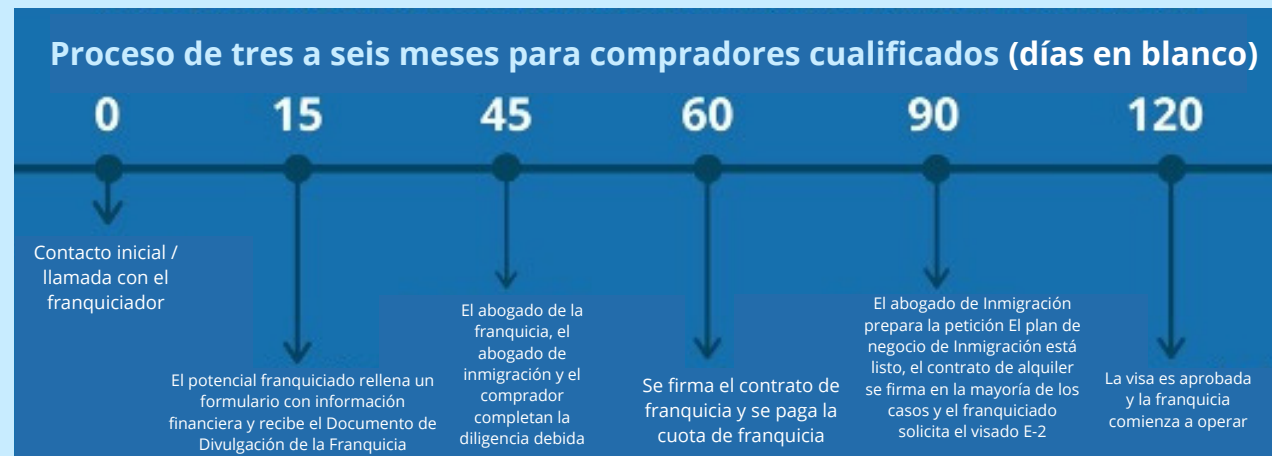 Proceso de tres a seis meses para compradores cualificados (días en blanco)
0
15
45
60
90
120
Contacto inicial /
llamada con el
franquiciador
El potencial franquiciado rellena un
formulario con información
financiera y recibe el Documento de
Divulgación de la Franquicia
El abogado de la
franquicia, el
abogado de
inmigración y el
comprador
completan la
diligencia debida
Se firma el contrato de
franquicia y se paga la
cuota de franquicia
El abogado de Inmigración
prepara la petición El plan de
negocio de Inmigración está
listo, el contrato de alquiler
se firma en la mayoría de los
casos y el franquiciado
solicita el visado E-2
La visa es aprobada
y la franquicia
comienza a operar